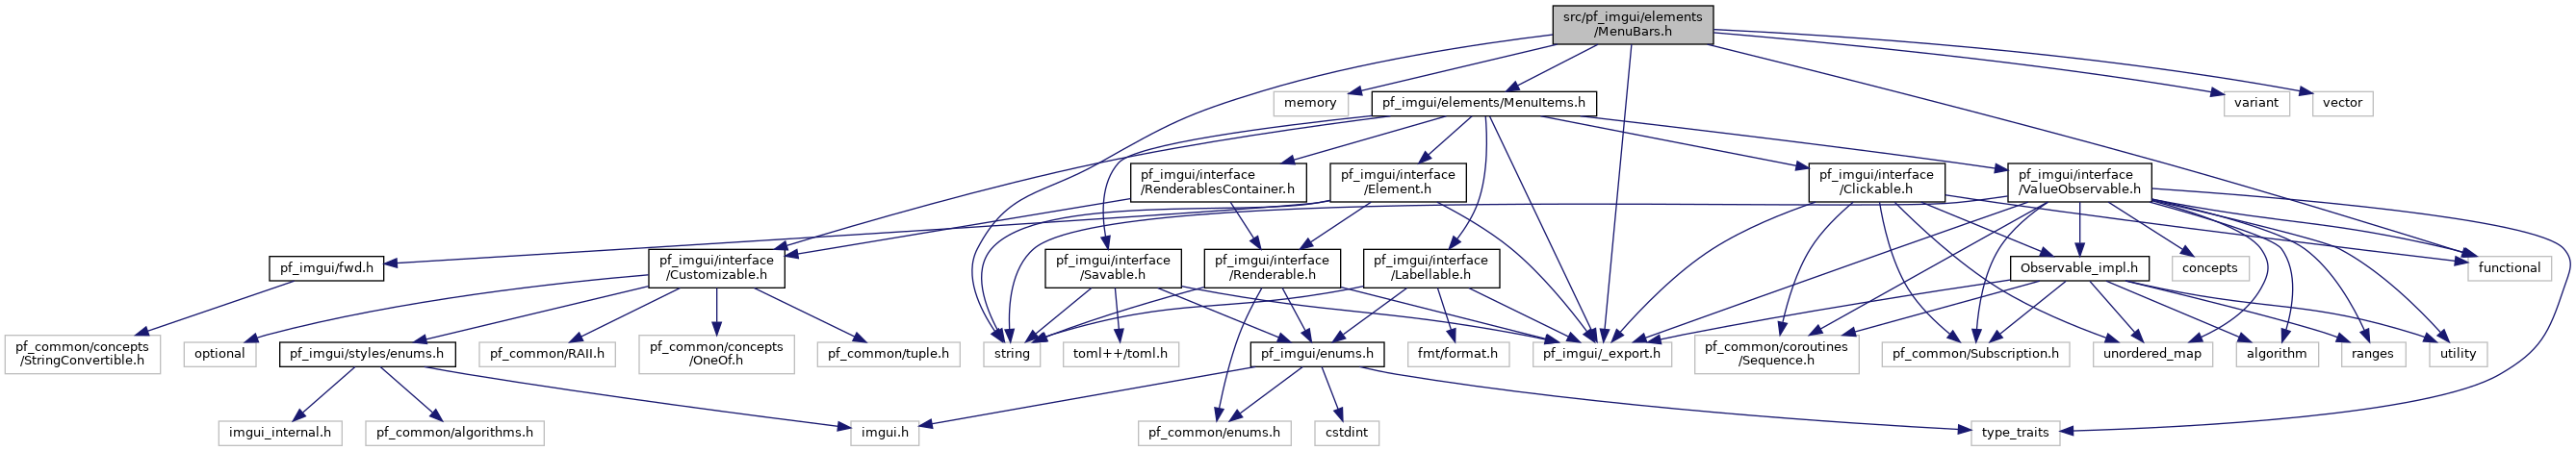 src/pf_imgui/elements
/MenuBars.h
memory
pf_imgui/elements/MenuItems.h
variant
vector
pf_imgui/interface
/RenderablesContainer.h
pf_imgui/interface
/Element.h
pf_imgui/interface
/Clickable.h
pf_imgui/interface
/ValueObservable.h
pf_imgui/fwd.h
pf_imgui/interface
/Customizable.h
pf_imgui/interface
/Savable.h
pf_imgui/interface
/Renderable.h
pf_imgui/interface
/Labellable.h
Observable_impl.h
concepts
functional
pf_common/concepts
/StringConvertible.h
optional
pf_imgui/styles/enums.h
pf_common/RAII.h
pf_common/concepts
/OneOf.h
pf_common/tuple.h
string
toml++/toml.h
pf_imgui/enums.h
fmt/format.h
pf_imgui/_export.h
pf_common/coroutines
/Sequence.h
pf_common/Subscription.h
unordered_map
algorithm
ranges
utility
imgui_internal.h
pf_common/algorithms.h
imgui.h
pf_common/enums.h
cstdint
type_traits